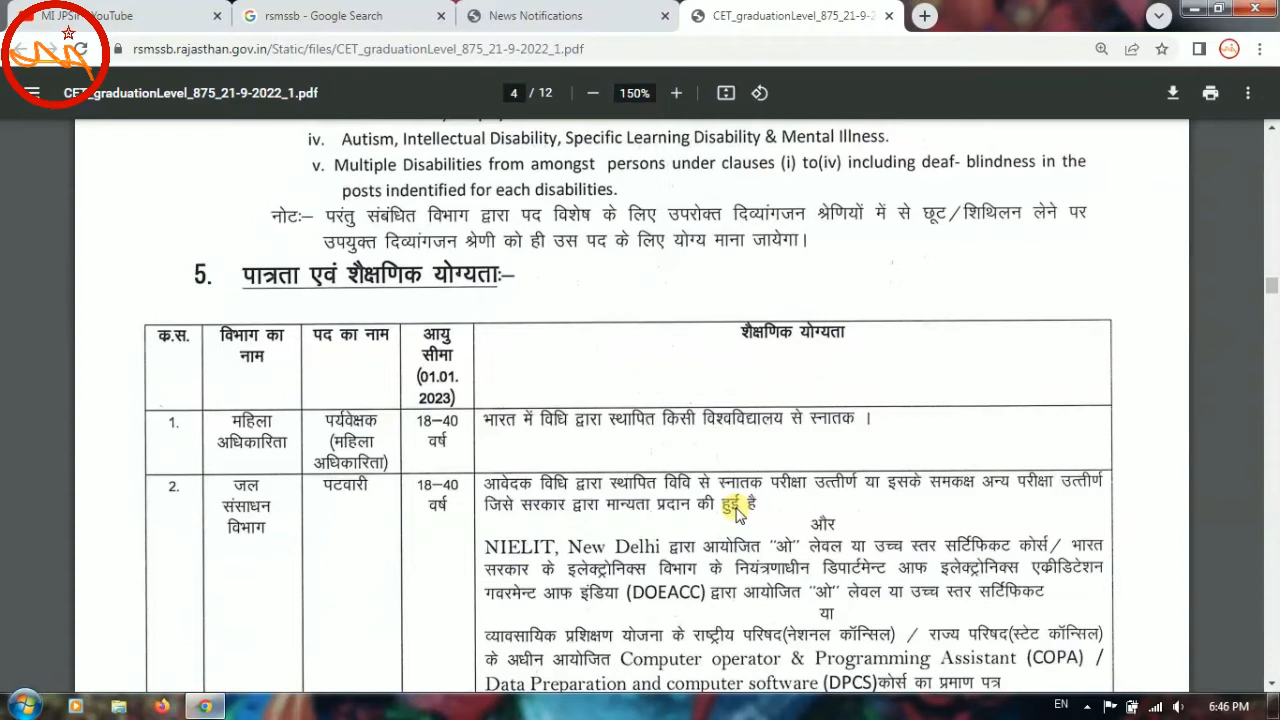 MI JPSir - YouTube
rsmssb - Google Search
News Notifications
CET_graduationLevel_875_21-9-20
rsmssb.rajasthan.gov.in/Static/files/CET_graduationLevel_875_21-9-2022_1.pdf
CET_graduationLevel_875_21-9-2022_1.pdf
4 / 12
150%
iv. Autism, Intellectual Disability, Specific Learning Disability & Mental Illness.
v. Multiple Disabilities from amongst persons under clauses (i) to(iv) including deaf- blindness in the
posts indentified for each disabilities.
नोटः– परंतु संबंधित विभाग द्वारा पद विशेष के लिए उपरोक्त दिव्यांगजन श्रेणियों में से छूट/शिथिलन लेने पर
उपयुक्त दिव्यांगजन श्रेणी को ही उस पद के लिए योग्य माना जायेगा।
5. पात्रता एवं शैक्षणिक योग्यताः–
क.स. विभाग का नाम पद का नाम आयु सीमा (01.01. 2023) शैक्षणिक योग्यता
1. महिला अधिकारिता पर्यवेक्षक (महिला अधिकारिता) 18–40 वर्ष भारत में विधि द्वारा स्थापित किसी विश्वविद्यालय से स्नातक ।
2. जल संसाधन विभाग पटवारी 18–40 वर्ष
आवेदक विधि द्वारा स्थापित विवि से स्नातक परीक्षा उत्तीर्ण या इसके समकक्ष अन्य परीक्षा उत्तीर्ण
जिसे सरकार द्वारा मान्यता प्रदान की हुई है
और
NIELIT, New Delhi द्वारा आयोजित "ओ" लेवल या उच्च स्तर सर्टिफिकट कोर्स/ भारत
सरकार के इलेक्ट्रोनिक्स विभाग के नियंत्रणाधीन डिपार्टमेन्ट आफ इलेक्ट्रोनिक्स एक्रीडिटेशन
गवरमेन्ट आफ इंडिया (DOEACC) द्वारा आयोजित "ओ" लेवल या उच्च स्तर सर्टिफिकट
या
व्यावसायिक प्रशिक्षण योजना के राष्ट्रीय परिषद(नेशनल कॉन्सिल) / राज्य परिषद(स्टेट कॉन्सिल)
के अधीन आयोजित Computer operator & Programming Assistant (COPA) /
Data Preparation and computer software (DPCS)कोर्स का प्रमाण पत्र
EN
6:46 PM